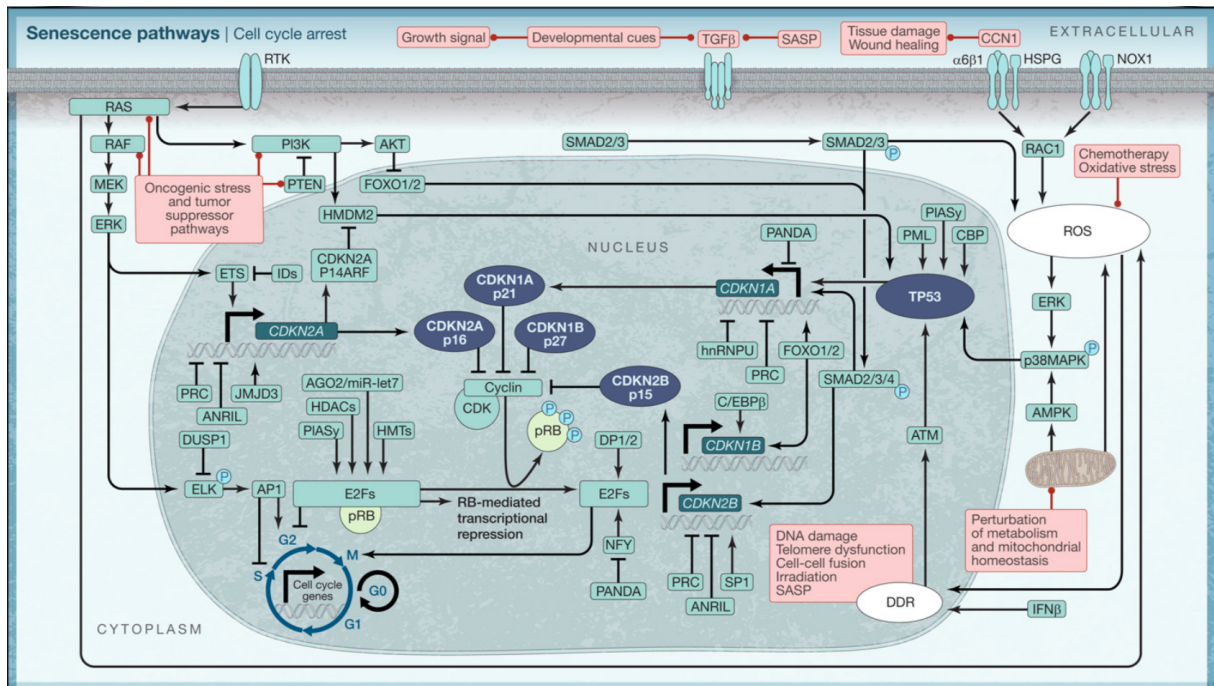 Senescence pathways | Cell cycle arrest
EXTRACELLULAR
Growth signal
Developmental cues
TGFβ
SASP
Tissue damage
Wound healing
CCN1
RTK
α6β1
HSPG
NOX1
RAS
RAF
MEK
ERK
PI3K
AKT
PTEN
FOXO1/2
Oncogenic stress
and tumor
suppressor
pathways
HMDM2
CDKN2A
P14ARF
SMAD2/3
SMAD2/3
P
RAC1
Chemotherapy
Oxidative stress
ROS
NUCLEUS
PANDA
PML
PIASy
CBP
TP53
ETS
IDs
CDKN2A
CDKN1A
p21
CDKN2A
p16
CDKN1B
p27
CDKN1A
ERK
p38MAPK
P
AMPK
hnRNPU
PRC
FOXO1/2
SMAD2/3/4
P
PRC
ANRIL
JMJD3
AGO2/miR-let7
HDACs
PIASy
HMTs
Cyclin
CDK
CDKN2B
p15
C/EBPβ
CDKN1B
pRB
P
P
P
DP1/2
ATM
DUSP1
ELK
P
AP1
E2Fs
pRB
RB-mediated
transcriptional
repression
E2Fs
NFY
PANDA
CDKN2B
PRC
ANRIL
SP1
G2
M
S
G1
G0
Cell cycle
genes
DNA damage
Telomere dysfunction
Cell-cell fusion
Irradiation
SASP
DDR
IFNβ
Perturbation
of metabolism
and mitochondrial
homeostasis
CYTOPLASM